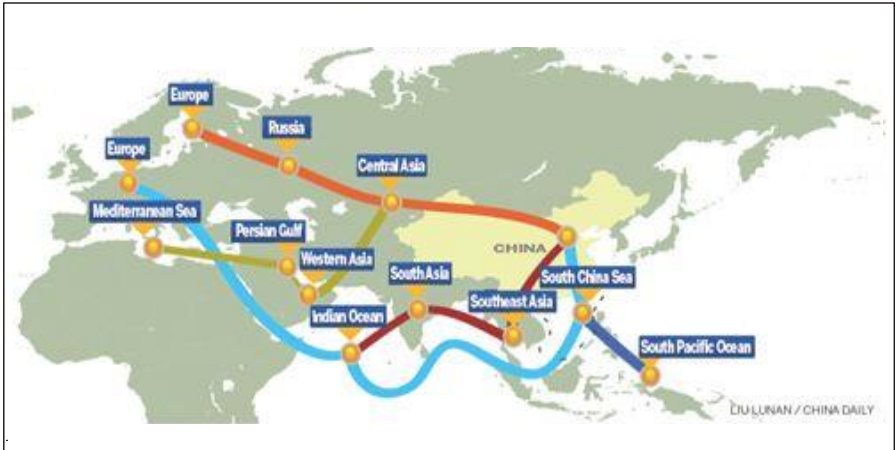 Europe
Russia
Europe
Central Asia
Mediterranean Sea
Persian Gulf
CHINA
Western Asia
South Asia
South China Sea
Indian Ocean
Southeast Asia
South Pacific Ocean
LIU LUNAN / CHINA DAILY